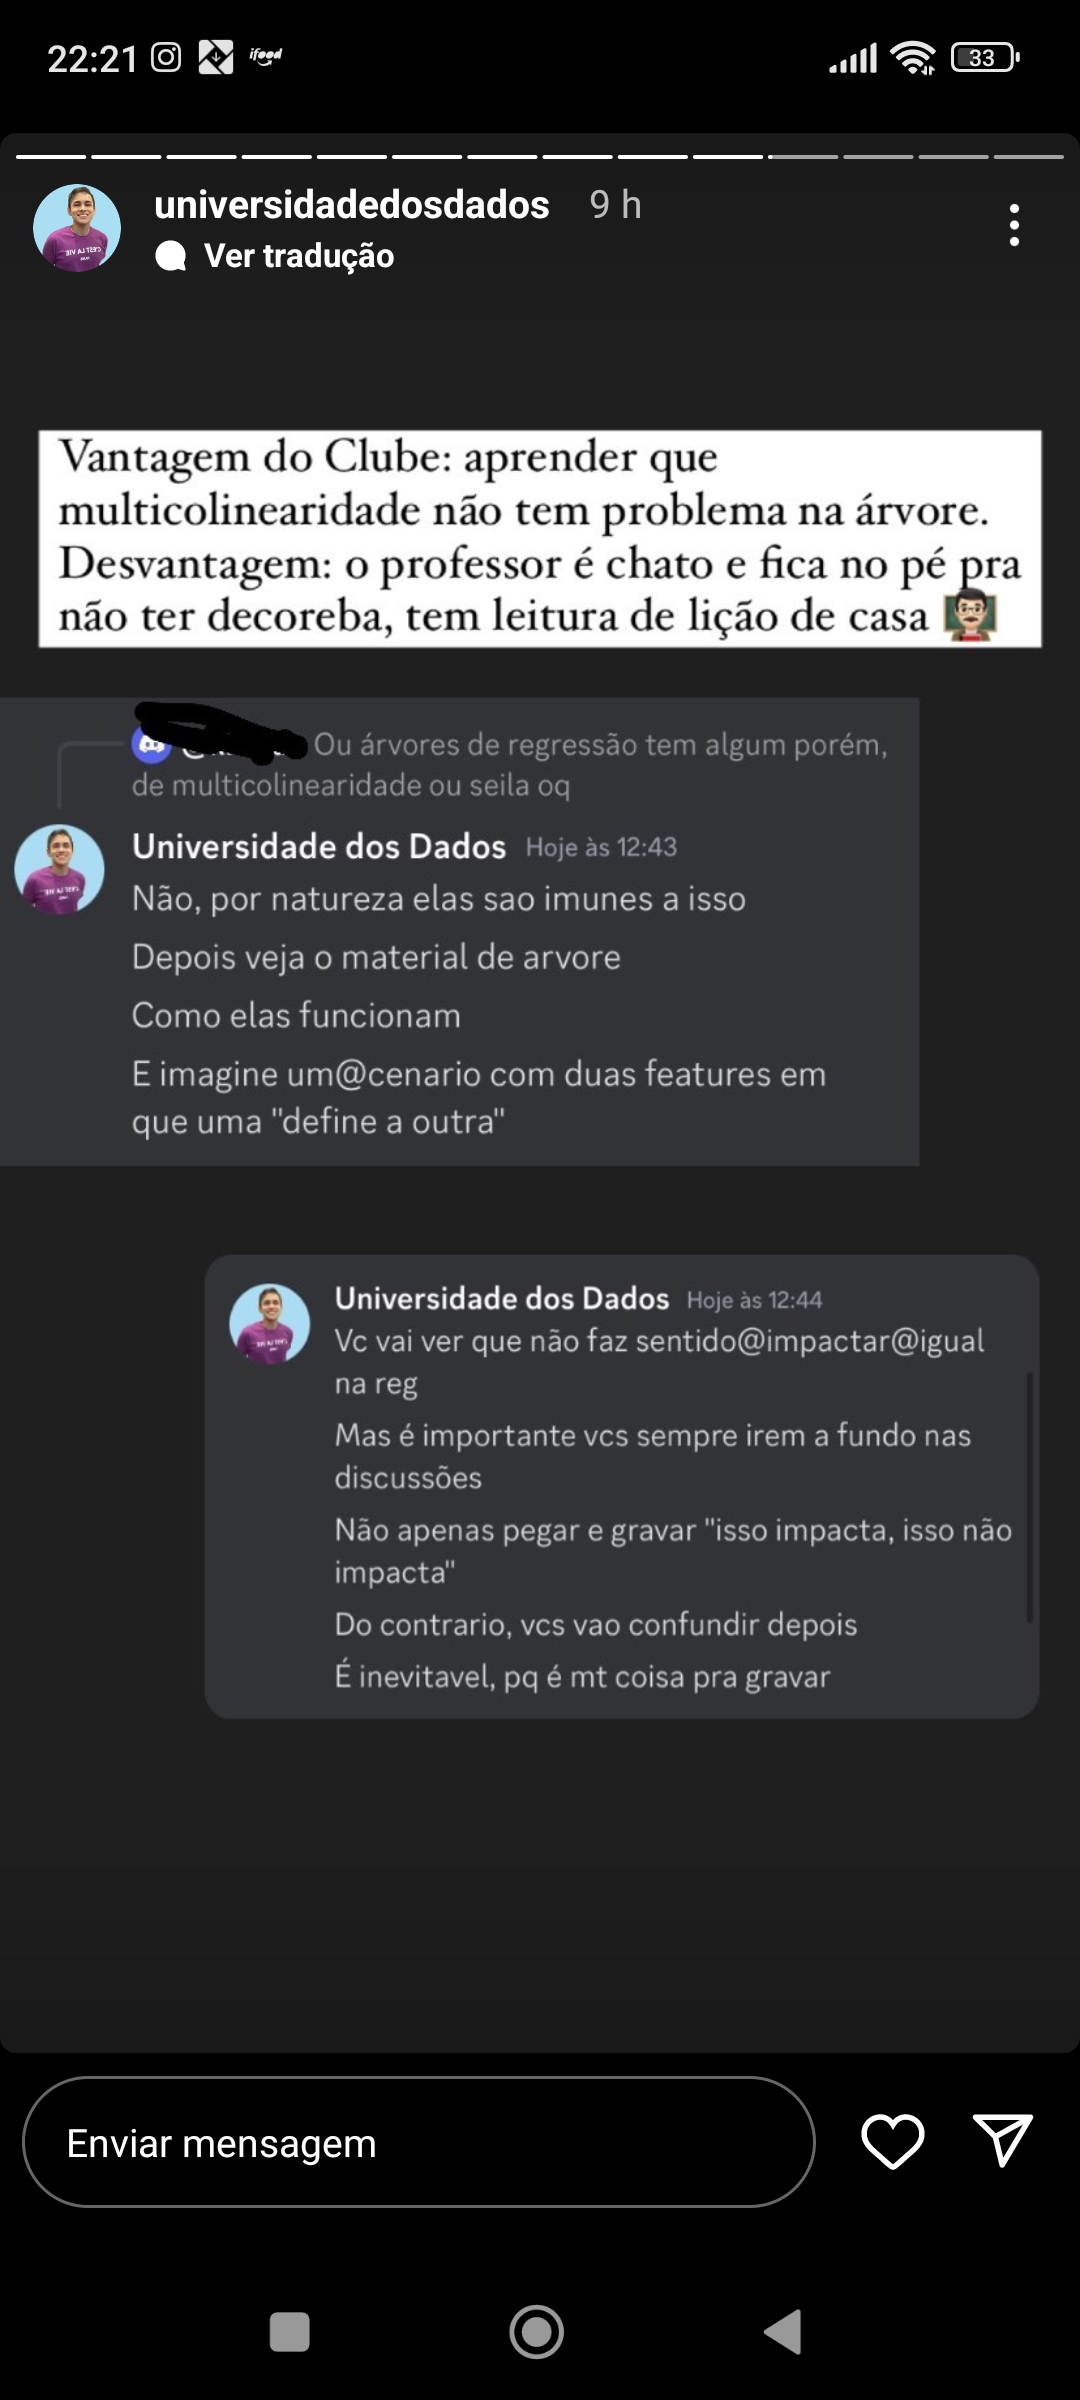 22:21
ifood
33
universidadedosdados 9 h
Ver tradução
Vantagem do Clube: aprender que
multicolinearidade não tem problema na árvore.
Desvantagem: o professor é chato e fica no pé pra
não ter decoreba, tem leitura de lição de casa
Ou árvores de regressão tem algum porém,
de multicolinearidade ou seila oq
Universidade dos Dados Hoje às 12:43
Não, por natureza elas sao imunes a isso
Depois veja o material de arvore
Como elas funcionam
E imagine um@cenario com duas features em
que uma "define a outra"
Universidade dos Dados Hoje às 12:44
Vc vai ver que não faz sentido@impactar@igual
na reg
Mas é importante vcs sempre irem a fundo nas
discussões
Não apenas pegar e gravar "isso impacta, isso não
impacta"
Do contrario, vcs vao confundir depois
É inevitavel, pq é mt coisa pra gravar
Enviar mensagem